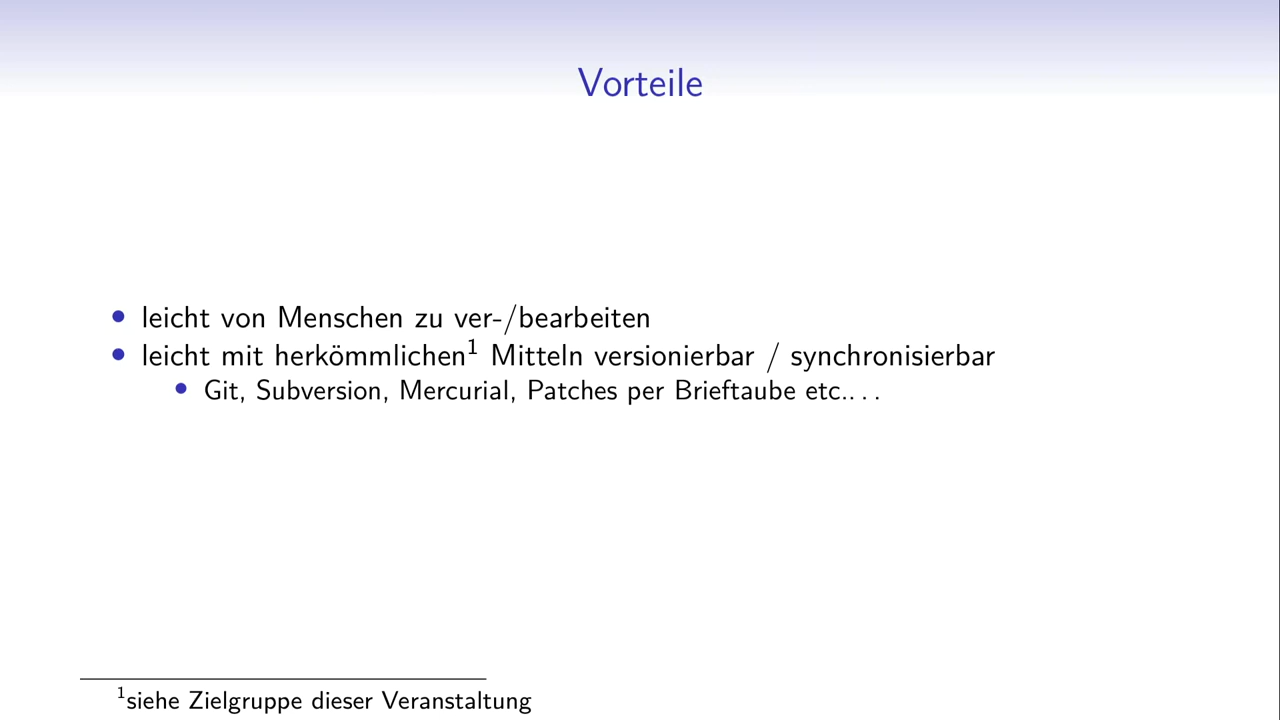 Vorteile
• leicht von Menschen zu ver-/bearbeiten
• leicht mit herkömmlichen¹ Mitteln versionierbar / synchronisierbar
• Git, Subversion, Mercurial, Patches per Brieftaube etc.. . .
¹siehe Zielgruppe dieser Veranstaltung